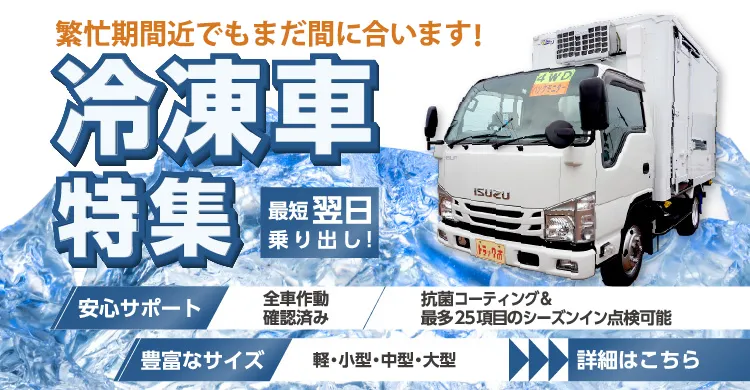 繁忙期間近でもまだ間に合います!
冷凍車
特集
最短 翌日
乗り出し!
4WD
ISUZU
安心サポート
全車作動
確認済み
抗菌コーティング&
最多25項目のシーズンイン点検可能
豊富なサイズ
軽・小型・中型・大型
詳細はこちら